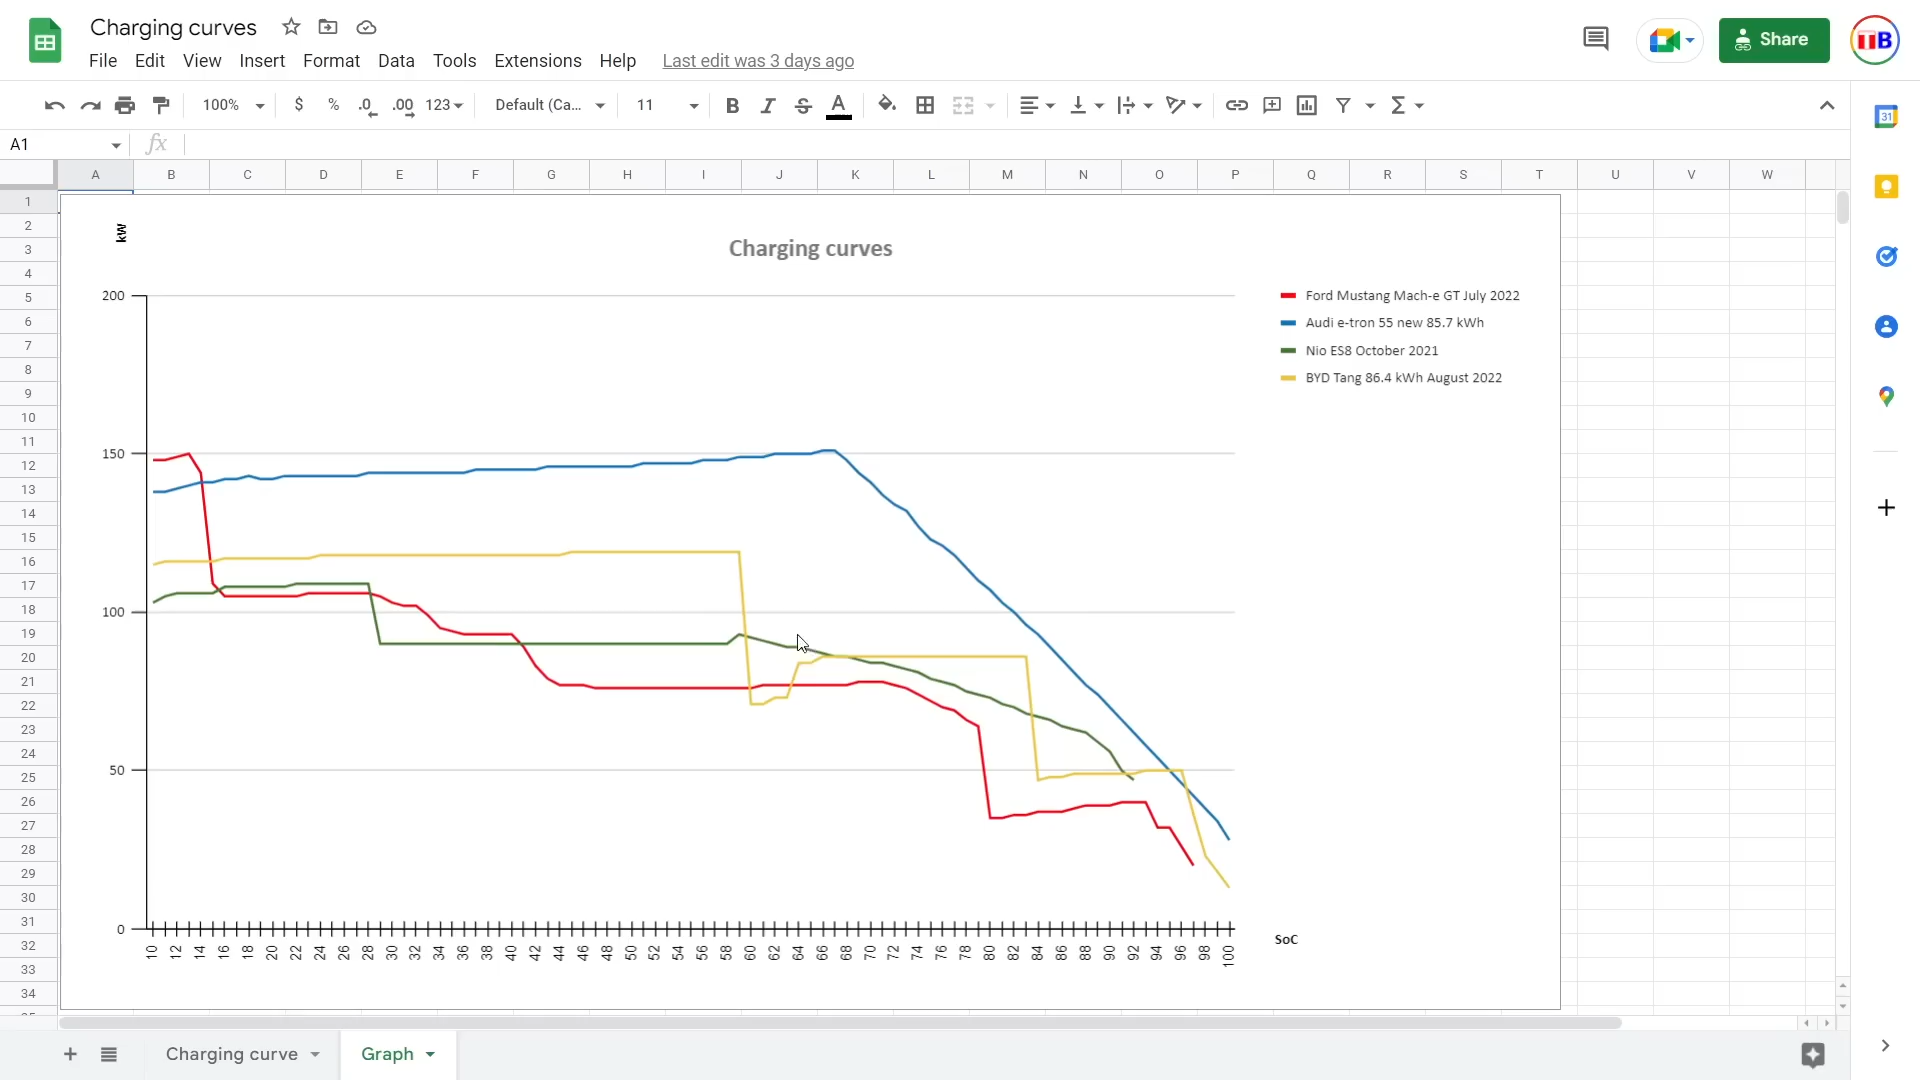 Charging curves
File Edit View Insert Format Data Tools Extensions Help Last edit was 3 days ago
Share
100% $ % .0 .00 123 Default (Ca... 11 B I S A Σ
A1 fx
A B C D E F G H I J K L M N O P Q R S T U V W
1
2
3
4
5
6
7
8
9
10
11
12
13
14
15
16
17
18
19
20
21
22
23
24
25
26
27
28
29
30
31
32
33
34
kW
Charging curves
200
150
100
50
0
Ford Mustang Mach-e GT July 2022
Audi e-tron 55 new 85.7 kWh
Nio ES8 October 2021
BYD Tang 86.4 kWh August 2022
10 12 14 16 18 20 22 24 26 28 30 32 34 36 38 40 42 44 46 48 50 52 54 56 58 60 62 64 66 68 70 72 74 76 78 80 82 84 86 88 90 92 94 96 98 100
SoC
Charging curve Graph
31